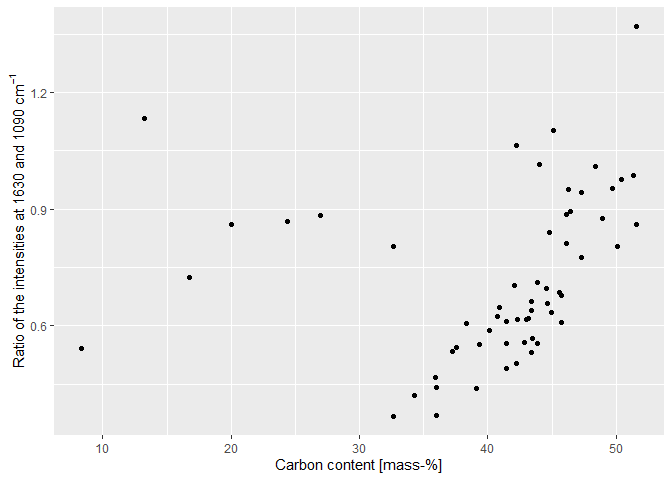 Ratio of the intensities at 1630 and 1090 cm⁻¹
1.2
0.9
0.6
10 20 30 40 50
Carbon content [mass-%]